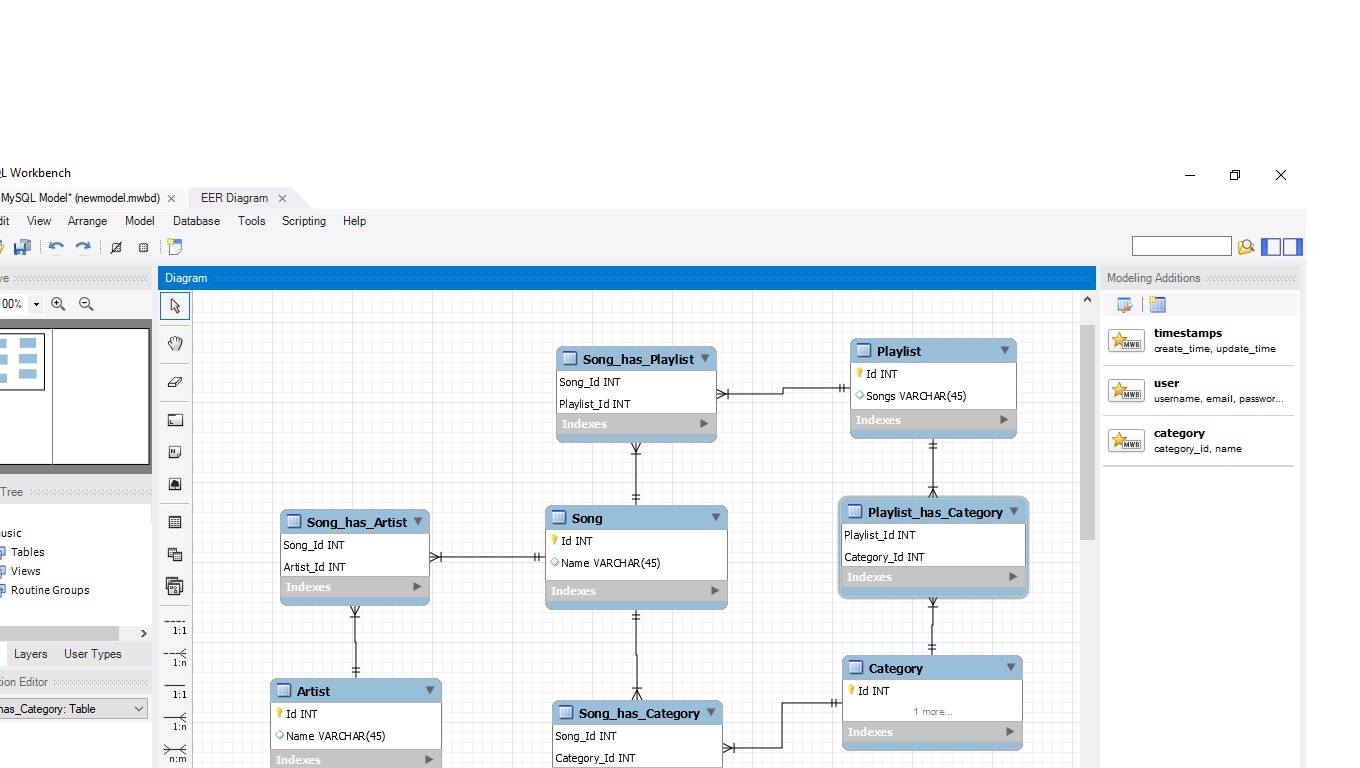 L Workbench
MySQL Model* (newmodel.mwbd)
EER Diagram
dit View Arrange Model Database Tools Scripting Help
ve
00%
Diagram
Modeling Additions
timestamps
create_time, update_time
user
username, email, passwor...
category
category_id, name
Song_has_Playlist
Song_Id INT
Playlist_Id INT
Indexes
Playlist
Id INT
Songs VARCHAR(45)
Indexes
Tree
usic
Tables
Views
Routine Groups
Layers User Types
ion Editor
has_Category: Table
1:1
1:n
1:1
1:n
n:m
Song_has_Artist
Song_Id INT
Artist_Id INT
Indexes
Song
Id INT
Name VARCHAR(45)
Indexes
Playlist_has_Category
Playlist_Id INT
Category_Id INT
Indexes
Artist
Id INT
Name VARCHAR(45)
Indexes
Song_has_Category
Song_Id INT
Category_Id INT
Category
Id INT
1 more...
Indexes
MWB
MWB
MWB